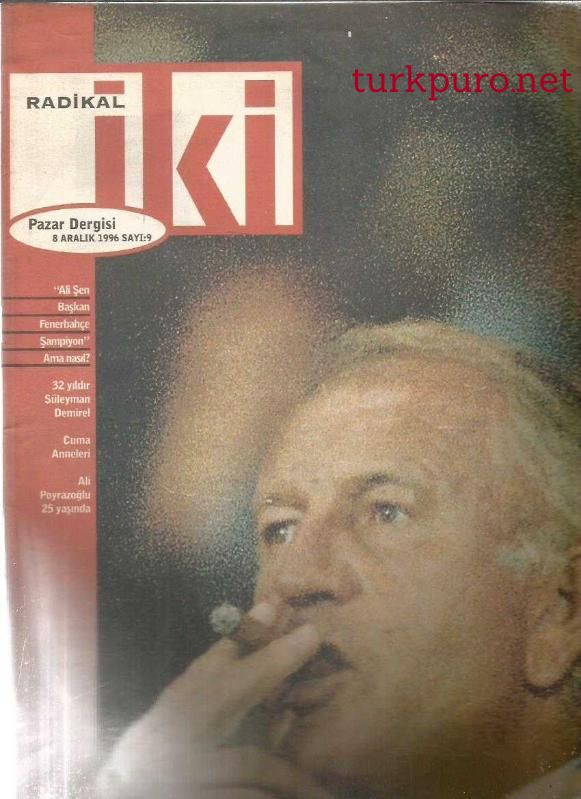 turkpuro.net
RADİKAL
iki
Pazar Dergisi
8 ARALIK 1996 SAYI:9
"Ali Şen
Başkan
Fenerbahçe
Şampiyon"
Ama nasıl?
32 yıldır
Süleyman
Demirel
Cuma
Anneleri
Ali
Poyrazoğlu
25 yaşında